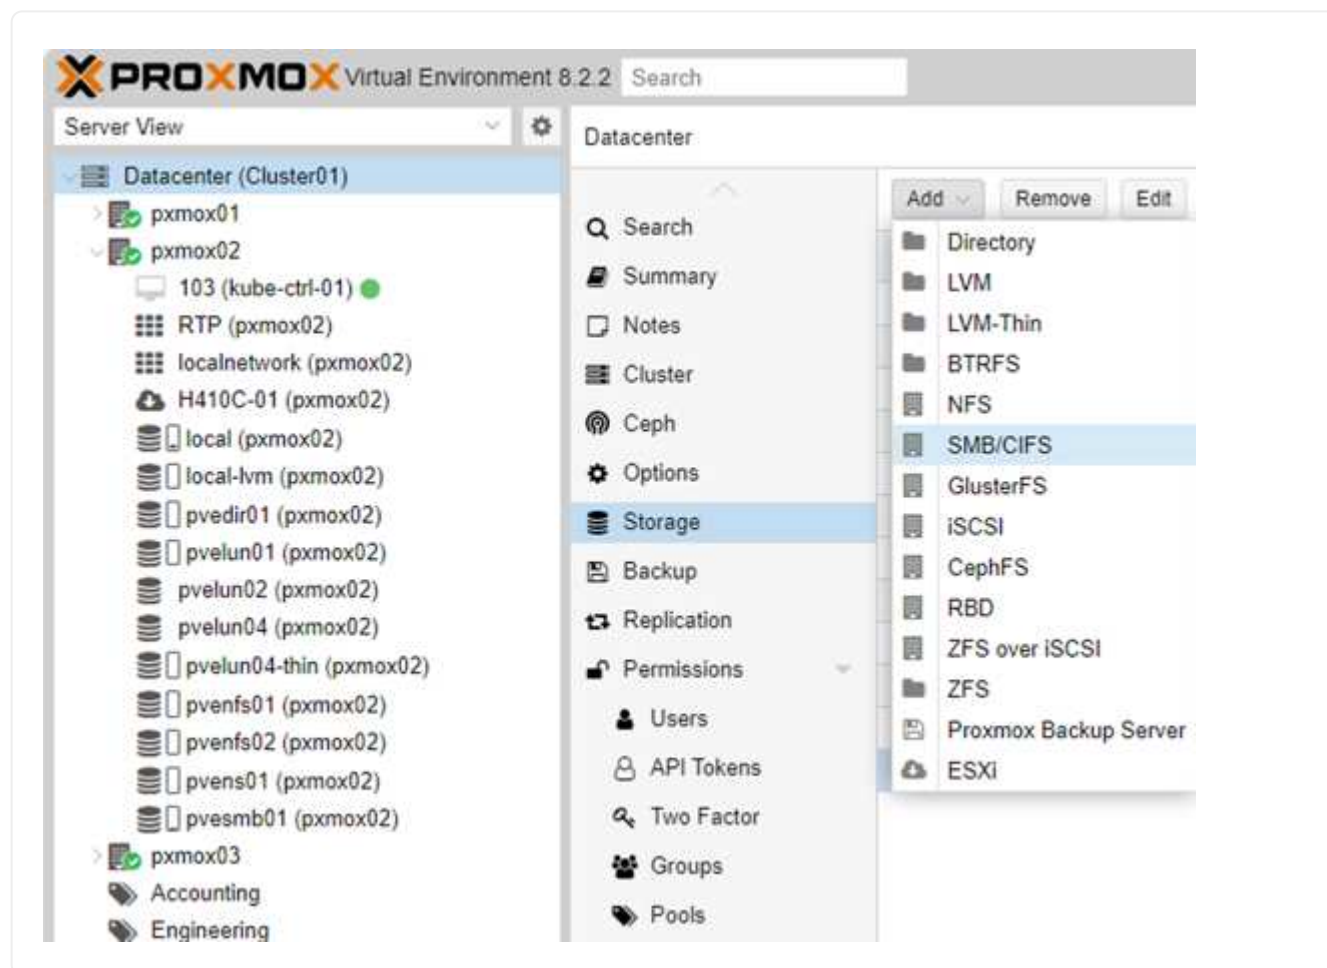 PROXMOX Virtual Environment 8.2.2 Search
Server View
Datacenter (Cluster01)
pxmox01
pxmox02
103 (kube-ctrl-01)
RTP (pxmox02)
localnetwork (pxmox02)
H410C-01 (pxmox02)
local (pxmox02)
local-lvm (pxmox02)
pvedir01 (pxmox02)
pvelun01 (pxmox02)
pvelun02 (pxmox02)
pvelun04 (pxmox02)
pvelun04-thin (pxmox02)
pvenfs01 (pxmox02)
pvenfs02 (pxmox02)
pvens01 (pxmox02)
pvesmb01 (pxmox02)
pxmox03
Accounting
Engineering
Datacenter
Search
Summary
Notes
Cluster
Ceph
Options
Storage
Backup
Replication
Permissions
Users
API Tokens
Two Factor
Groups
Pools
Add Remove Edit
Directory
LVM
LVM-Thin
BTRFS
NFS
SMB/CIFS
GlusterFS
iSCSI
CephFS
RBD
ZFS over iSCSI
ZFS
Proxmox Backup Server
ESXi